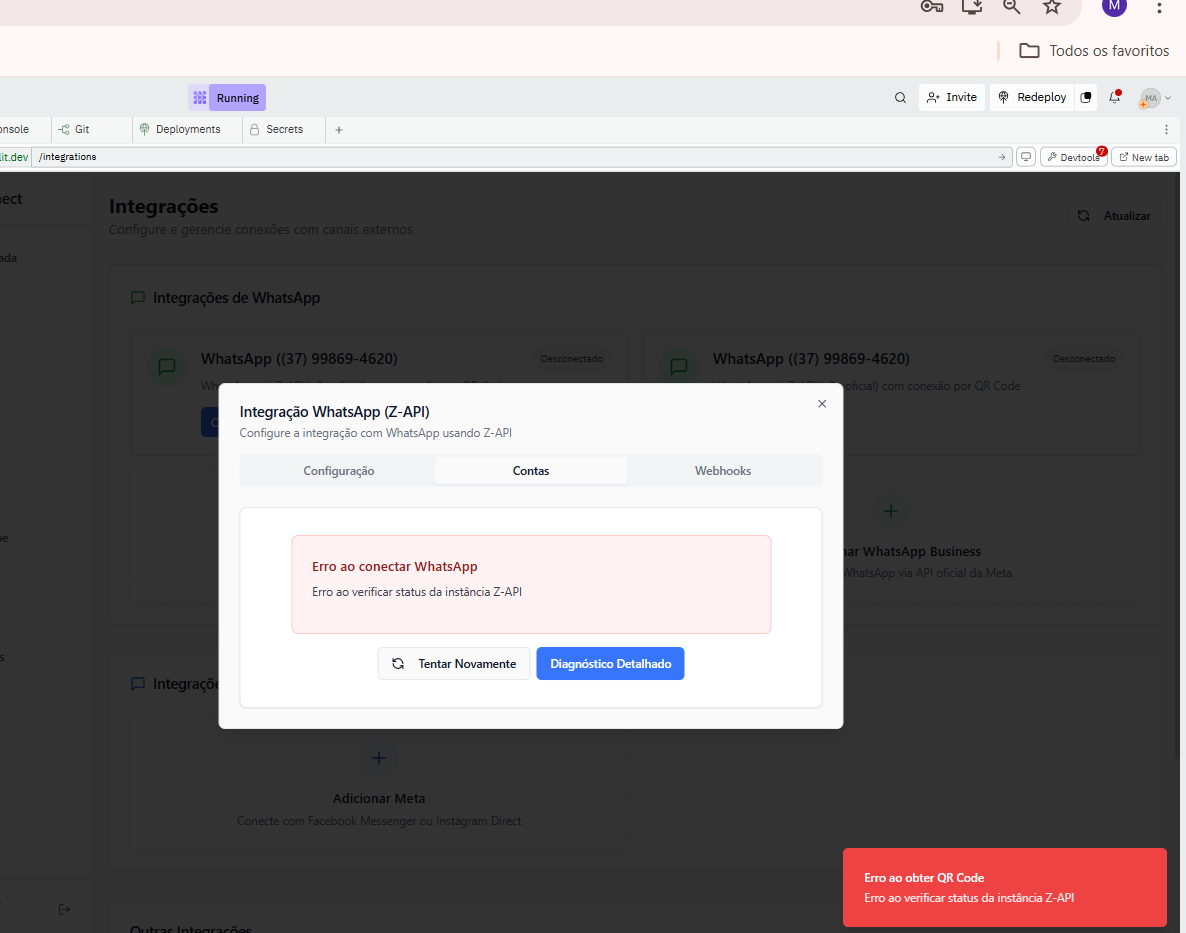 M
Todos os favoritos
Running
Invite
Redeploy
MA
onsole
Git
Deployments
Secrets
lit.dev
/integrations
Devtools
7
New tab
ect
Integrações
Configure e gerencie conexões com canais externos
Atualizar
ada
Integrações de WhatsApp
WhatsApp ((37) 99869-4620)
Desconectado
WhatsApp ((37) 99869-4620)
Desconectado
oficial) com conexão por QR Code
Integração WhatsApp (Z-API)
Configure a integração com WhatsApp usando Z-API
Configuração
Contas
Webhooks
Erro ao conectar WhatsApp
Erro ao verificar status da instância Z-API
Tentar Novamente
Diagnóstico Detalhado
nar WhatsApp Business
WhatsApp via API oficial da Meta
Integraçõe
Adicionar Meta
Conecte com Facebook Messenger ou Instagram Direct
Erro ao obter QR Code
Erro ao verificar status da instância Z-API
Outras Integrações